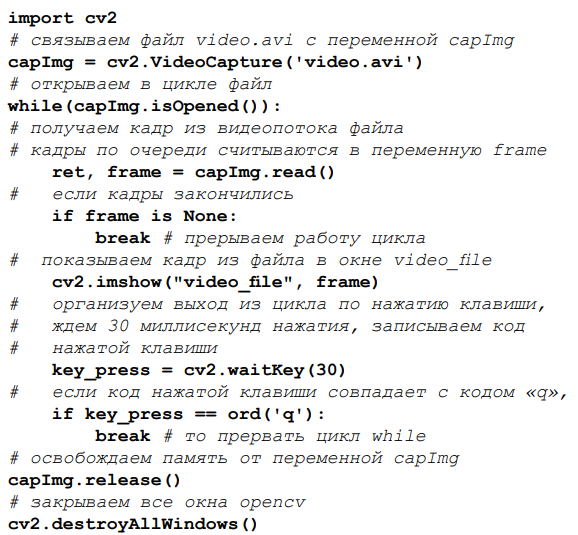 import cv2
# связываем файл video.avi с переменной capImg
capImg = cv2.VideoCapture('video.avi')
# открываем в цикле файл
while(capImg.isOpened()):
# получаем кадр из видеопотока файла
# кадры по очереди считываются в переменную frame
    ret, frame = capImg.read()
#   если кадры закончились
    if frame is None:
        break # прерываем работу цикла
#  показываем кадр из файла в окне video_file
    cv2.imshow("video_file", frame)
#   организуем выход из цикла по нажатию клавиши,
#   ждем 30 миллисекунд нажатия, записываем код
#   нажатой клавиши
    key_press = cv2.waitKey(30)
#   если код нажатой клавиши совпадает с кодом «q»,
    if key_press == ord('q'):
        break # то прервать цикл while
# освобождаем память от переменной capImg
capImg.release()
# закрываем все окна opencv
cv2.destroyAllWindows()